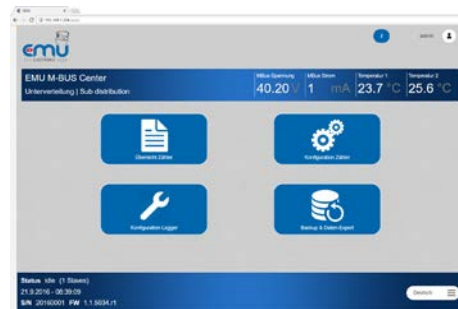 emu
EMU M-BUS Center
Unterverteilung | Sub-distribution
MBus Spannung
40.20 V
MBus Strom
1 mA
Temperatur 1
23.7 °C
Temperatur 2
25.6 °C
Übersicht Zähler
Konfiguration Zähler
Konfiguration Logger
Backup & Daten-Export
Status Idle (1 Slaves)
21.9.2016 - 06:39:09
S/N 20160001 FW 1.1.5034.r1
Deutsch